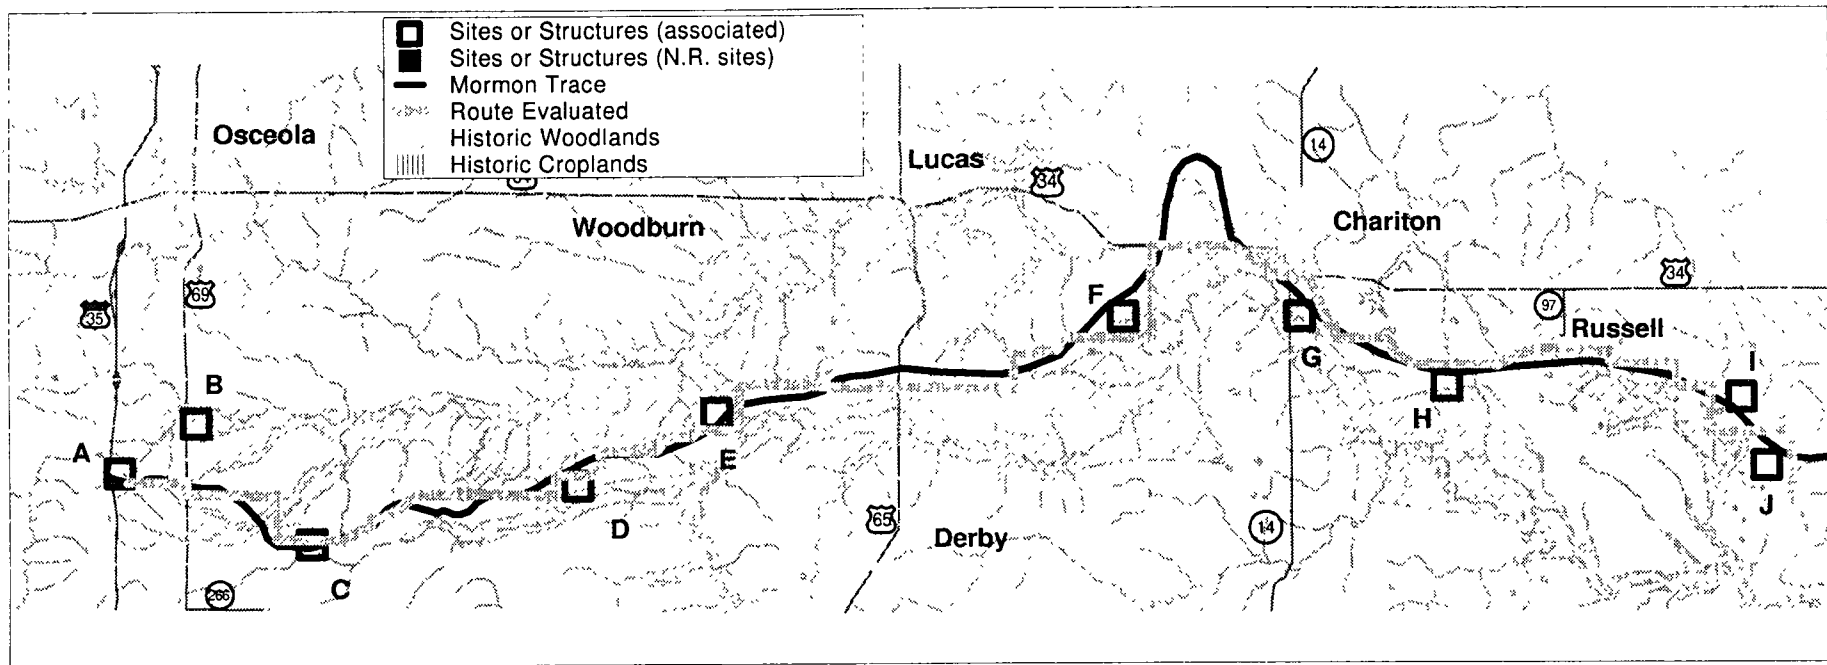 Sites or Structures (associated)
Sites or Structures (N.R. sites)
Mormon Trace
Route Evaluated
Historic Woodlands
Historic Croplands
Osceola
Lucas
14
34
Woodburn
Chariton
34
69
35
F
97
Russell
G
B
I
H
A
E
J
65
D
Derby
14
C
266